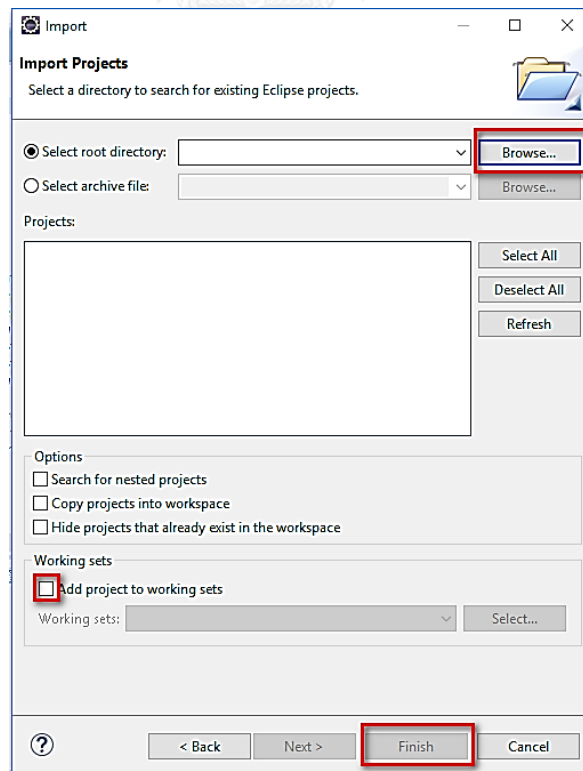 Import
Import Projects
Select a directory to search for existing Eclipse projects.
Select root directory:
Browse...
Select archive file:
Browse...
Projects:
Select All
Deselect All
Refresh
Options
Search for nested projects
Copy projects into workspace
Hide projects that already exist in the workspace
Working sets
Add project to working sets
Working sets:
Select...
?
< Back
Next >
Finish
Cancel